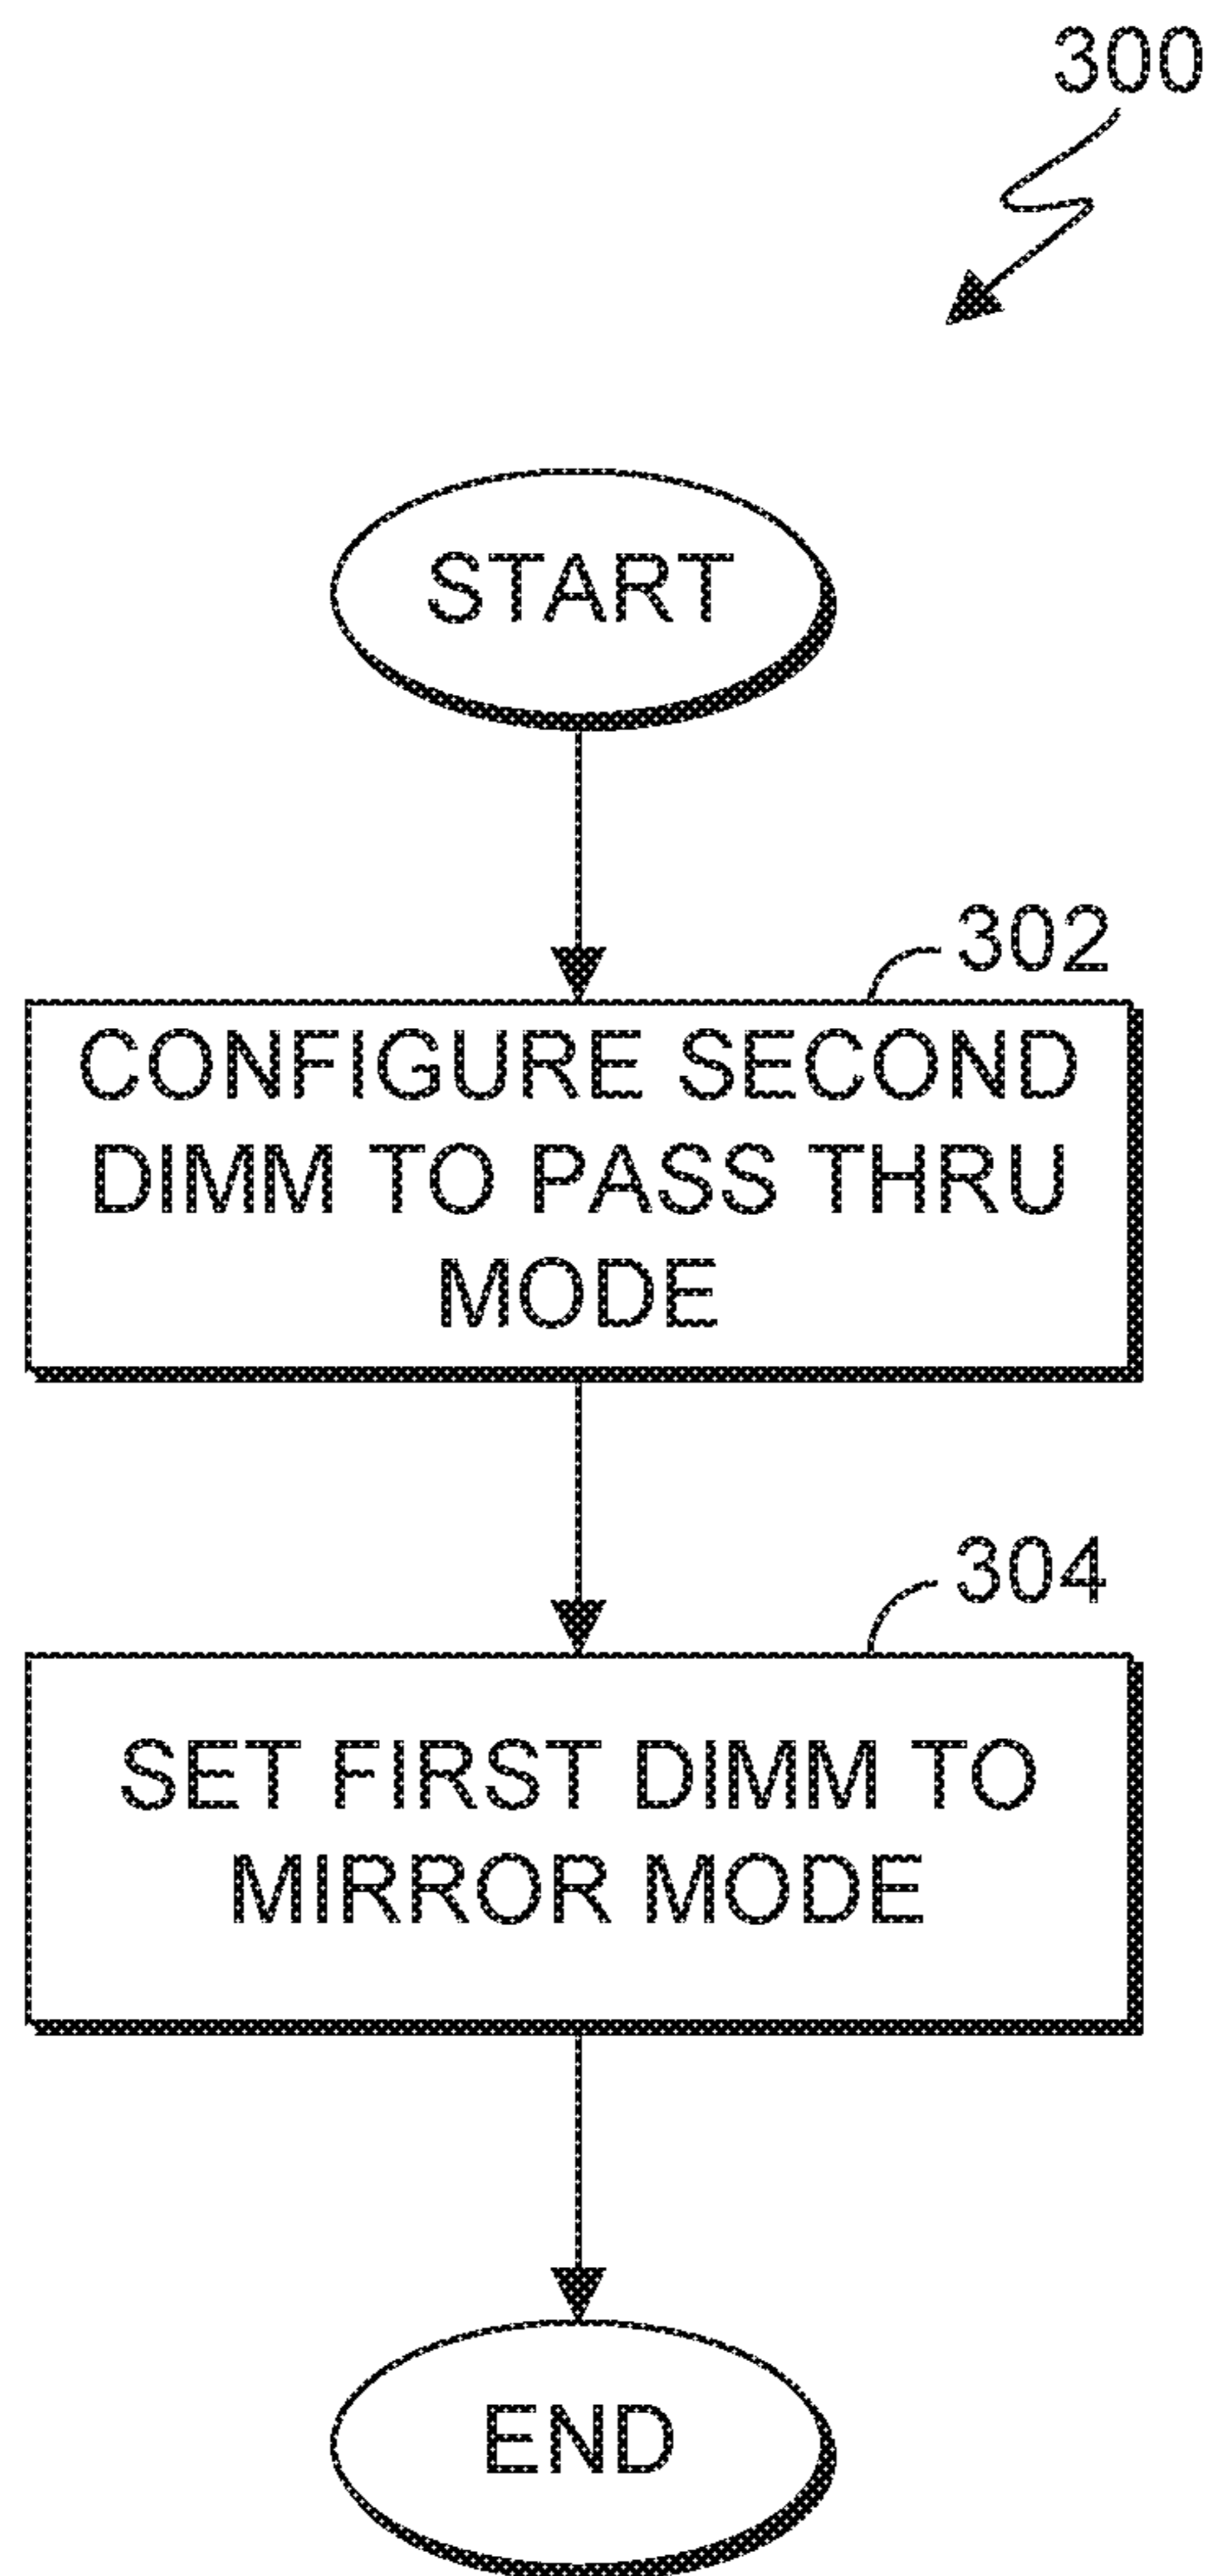 300
START
302
CONFIGURE SECOND
DIMM TO PASS THRU
MODE
304
SET FIRST DIMM TO
MIRROR MODE
END